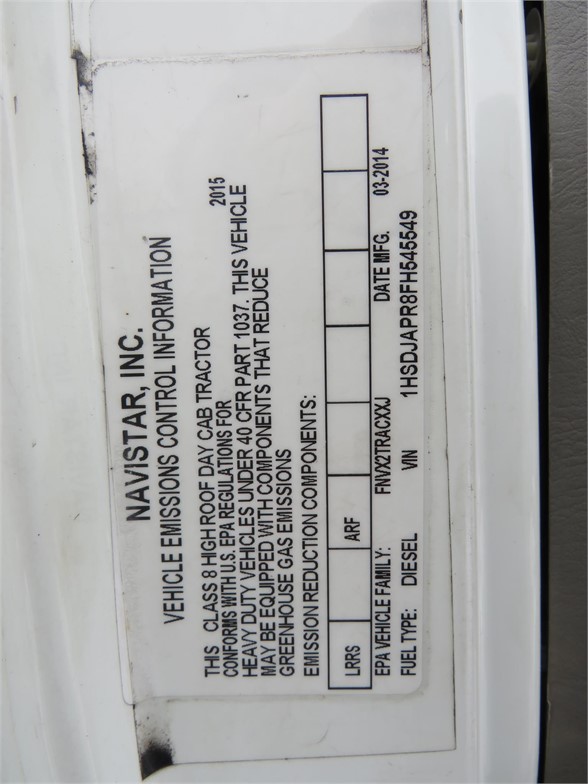 NAVISTAR, INC.
VEHICLE EMISSIONS CONTROL INFORMATION
THIS CLASS 8 HIGH ROOF DAY CAB TRACTOR
CONFORMS WITH U.S. EPA REGULATIONS FOR 2015
HEAVY DUTY VEHICLES UNDER 40 CFR PART 1037. THIS VEHICLE
MAY BE EQUIPPED WITH COMPONENTS THAT REDUCE
GREENHOUSE GAS EMISSIONS
EMISSION REDUCTION COMPONENTS:
LRRS ARF
EPA VEHICLE FAMILY: FNVX2TRACXXJ DATE MFG. 03-2014
FUEL TYPE: DIESEL VIN 1HSDJAPR8FH545549